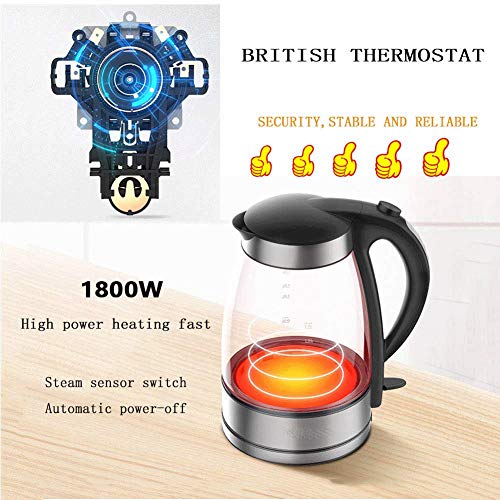 BRITISH THERMOSTAT
SECURITY,STABLE AND RELIABLE
1800W
High power heating fast
Steam sensor switch
Automatic power-off